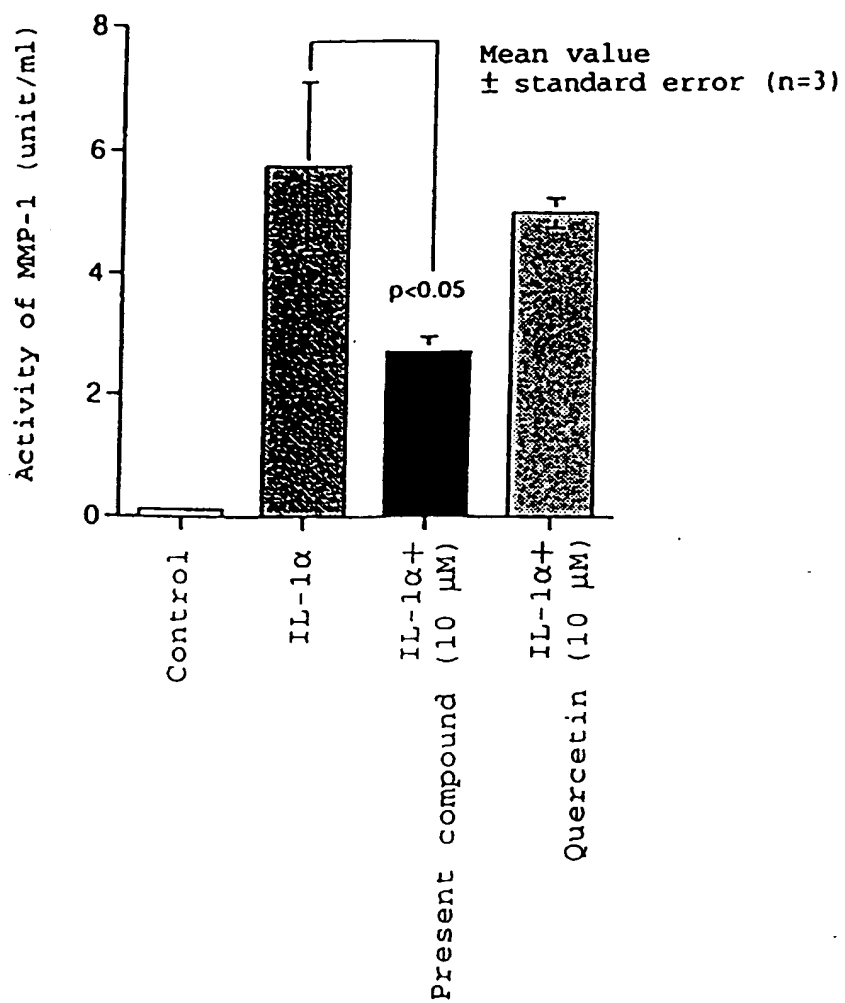 Activity of MMP-1 (unit/ml)
8
6
4
2
0
Mean value
± standard error (n=3)
p<0.05
Control
IL-1α
IL-1α+
Present compound (10 µM)
IL-1α+
Quercetin (10 µM)